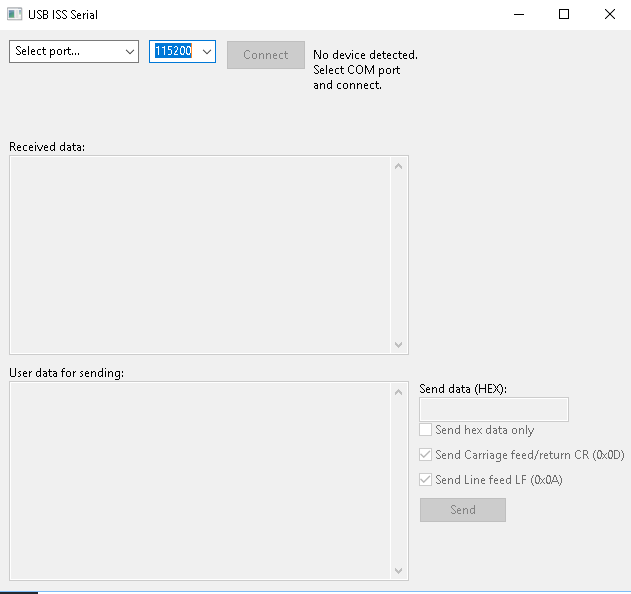 USB ISS Serial
Select port...
115200
Connect
No device detected.
Select COM port
and connect.
Received data:
User data for sending:
Send data (HEX):
Send hex data only
Send Carriage feed/return CR (0x0D)
Send Line feed LF (0x0A)
Send